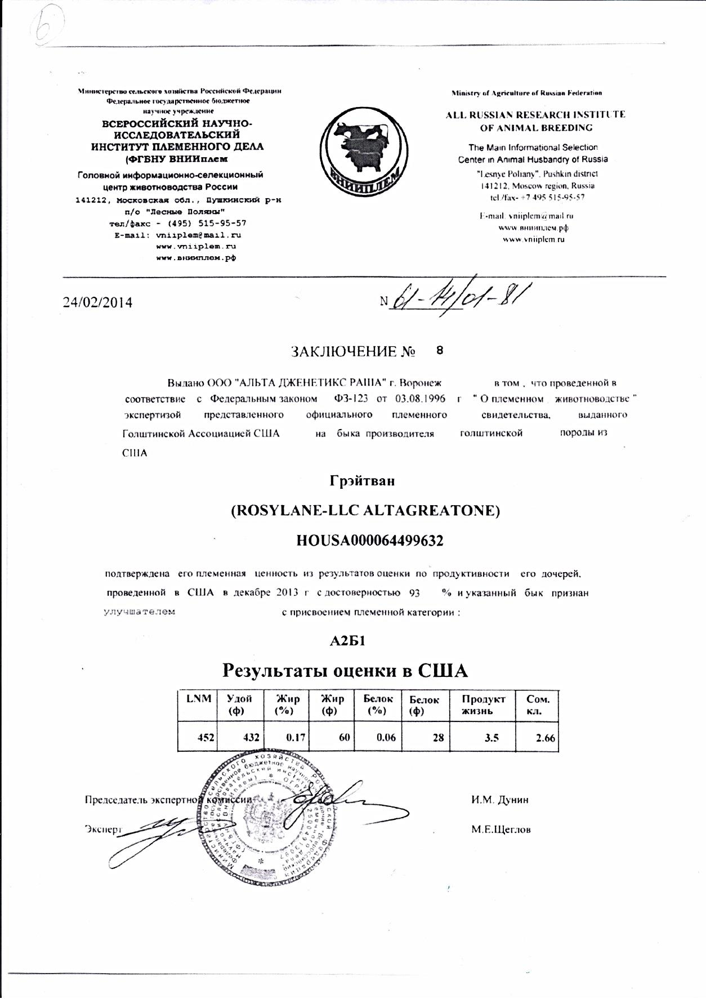 6
Министерство сельского хозяйства Российской Федерации
Федеральное государственное бюджетное
научное учреждение
ВСЕРОССИЙСКИЙ НАУЧНО-
ИССЛЕДОВАТЕЛЬСКИЙ
ИНСТИТУТ ПЛЕМЕННОГО ДЕЛА
(ФГБНУ ВНИИплем
Головной информационно-селекционный
центр животноводства России
141212, Московская обл., Пушкинский р-н
п/о "Лесные Поляны"
тел/факс - (495) 515-95-57
E-mail: vniiplem@mail.ru
www.vniiplem.ru
www.внииплем.рф
ВНИИПЛЕМ
Ministry of Agriculture of Russian Federation
ALL RUSSIAN RESEARCH INSTITUTE
OF ANIMAL BREEDING
The Main Informational Selection
Center in Animal Husbandry of Russia
"Lesnye Poliany", Pushkin district
141212, Moscow region, Russia
tel./fax- +7 495 515-95-57
E-mail: vniiplem@mail.ru
www.внииплем.рф
www.vniiplem.ru
24/02/2014 N 61-14/01-81
ЗАКЛЮЧЕНИЕ № 8
Выдано ООО "АЛЬТА ДЖЕНЕТИКС РАША" г. Воронеж в том , что проведенной в
соответствие с Федеральным законом ФЗ-123 от 03.08.1996 г " О племенном животноводстве "
экспертизой представленного официального племенного свидетельства, выданного
Голштинской Ассоциацией США на быка производителя голштинской породы из
США
Грэйтван
(ROSYLANE-LLC ALTAGREATONE)
HOUSA000064499632
подтверждена его племенная ценность из результатов оценки по продуктивности его дочерей,
проведенной в США в декабре 2013 г с достоверностью 93 % и указанный бык признан
улучшателем с присвоением племенной категории :
А2Б1
Результаты оценки в США
LNM Удой (ф) Жир (%) Жир (ф) Белок (%) Белок (ф) Продукт жизнь Сом. кл.
452 432 0.17 60 0.06 28 3.5 2.66
Председатель экспертной комиссии И.М. Дунин
Эксперт М.Е.Щеглов